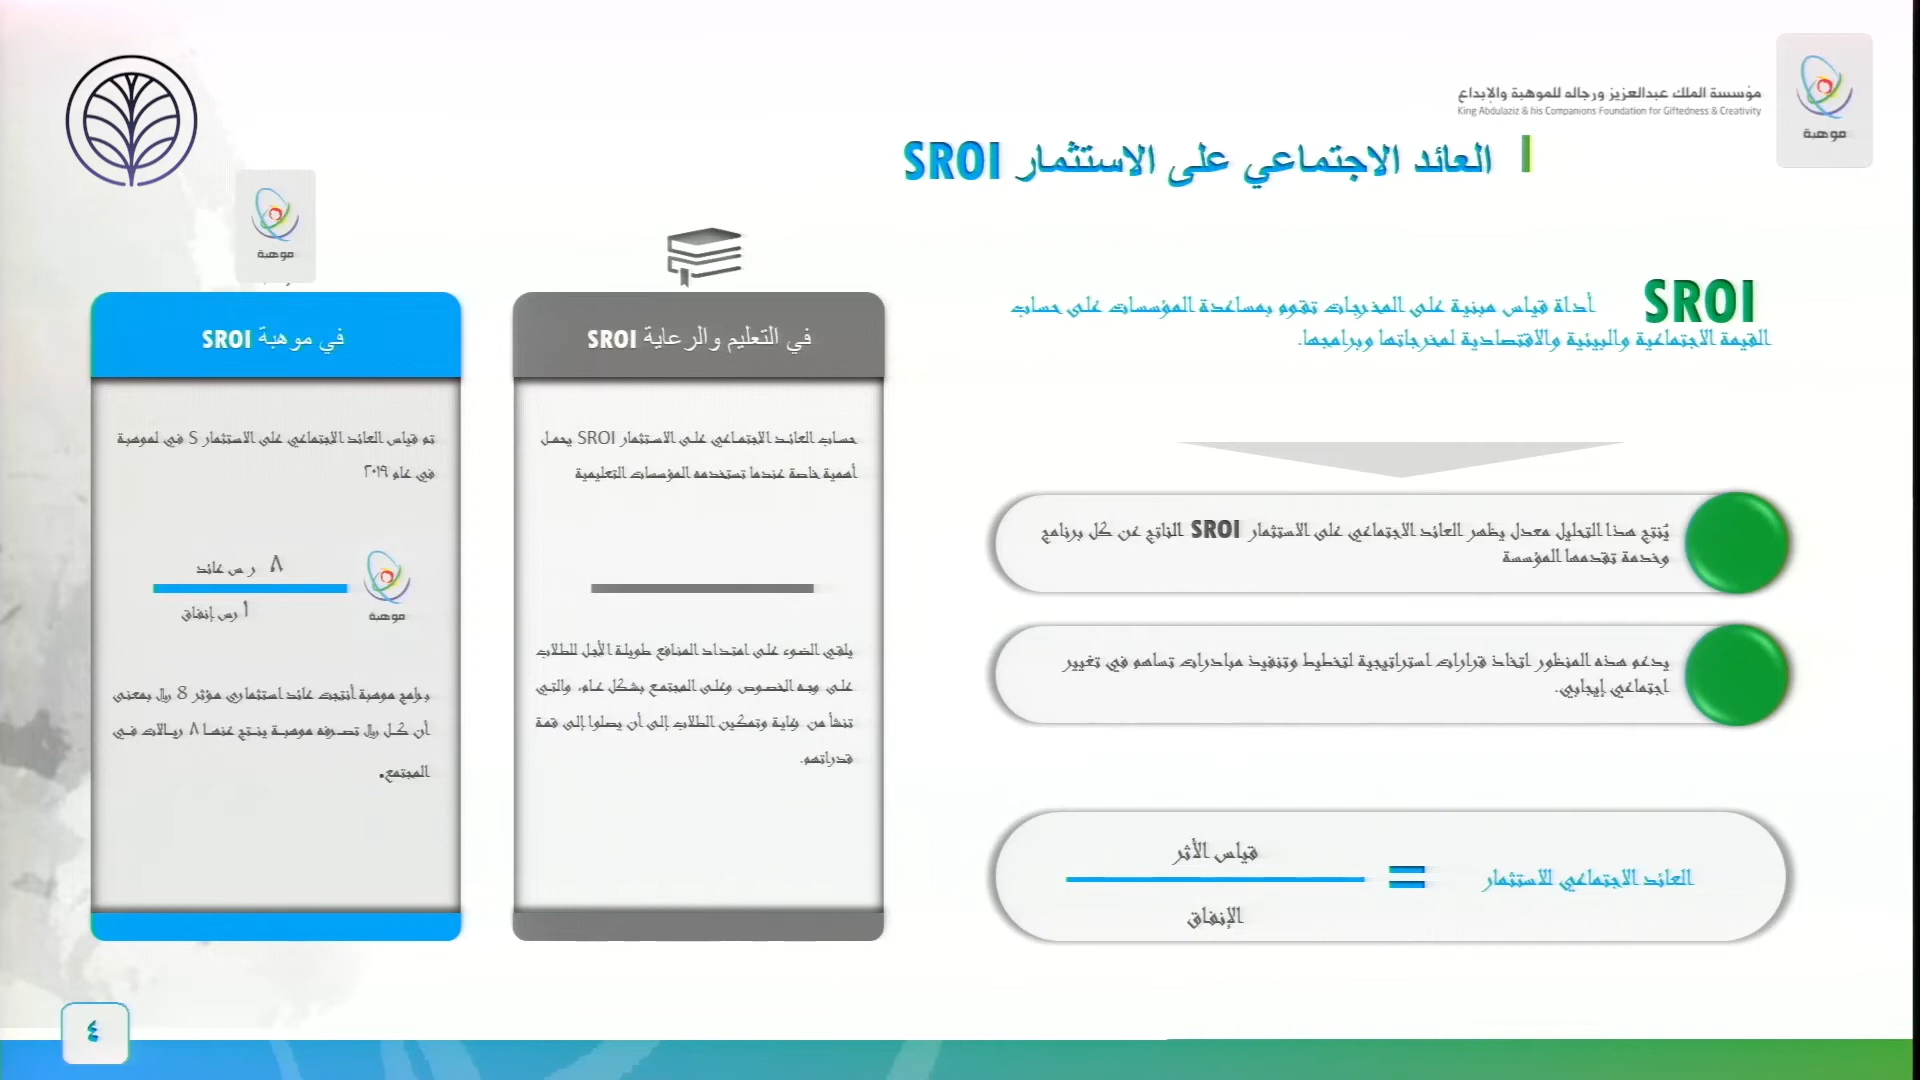 مؤسسة الملك عبدالعزيز ورجاله للموهبة والإبداع
King Abdulaziz & his Companions Foundation for Giftedness & Creativity
موهبة
العائد الاجتماعي على الاستثمار SROI
SROI أداة قياس مبنية على المخرجات تقوم بمساعدة المؤسسات على حساب
القيمة الاجتماعية والبيئية والاقتصادية لمخرجاتها وبرامجها.
يُنتج هذا التحليل معدل يظهر العائد الاجتماعي على الاستثمار SROI الناتج عن كل برنامج
وخدمة تقدمها المؤسسة
يدعم هذه المنظور اتخاذ قرارات استراتيجية لتخطيط وتنفيذ مبادرات تساهم في تغيير
اجتماعي إيجابي.
العائد الاجتماعي للاستثمار =
قياس الأثر
الإنفاق
في التعليم والرعاية SROI
حساب العائد الاجتماعي على الاستثمار SROI يحمل
أهمية خاصة عندما تستخدمه المؤسسات التعليمية
يلقي الضوء على امتداد المنافع طويلة الأجل للطلاب
على وجه الخصوص وعلى المجتمع بشكل عام، والتي
تنشأ من رعاية وتمكين الطلاب إلى أن يصلوا إلى قمة
قدراتهم.
موهبة
في موهبة SROI
تم قياس العائد الاجتماعي على الاستثمار S في لموهبة
في عام ٢٠١٩
موهبة
٨ ر س عائد
١ رس إنفاق
برامج موهبة أنتجت عائد استثماري مؤثر 8 ريال بمعنى
أن كل ريال تصرفه موهبة ينتج عنها ٨ ريالات في
المجتمع.
٤